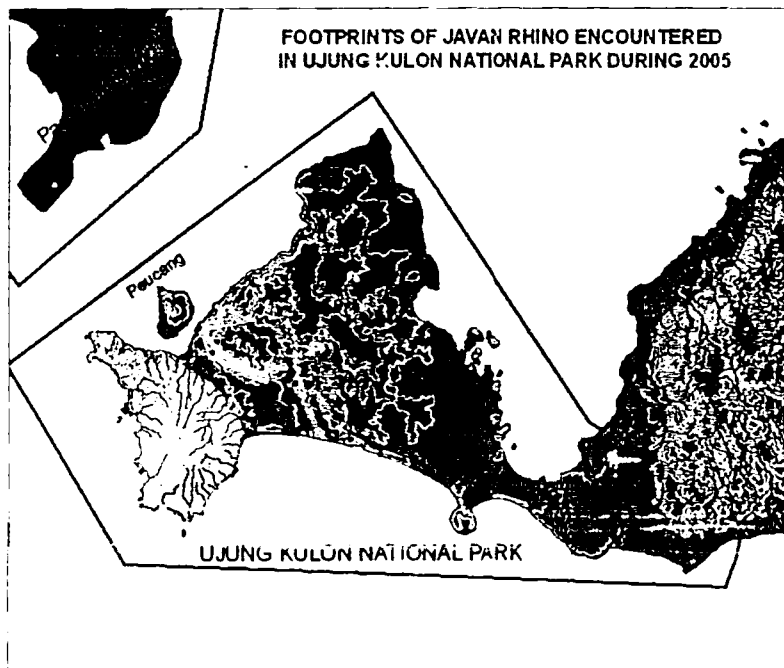 FOOTPRINTS OF JAVAN RHINO ENCOUNTERED
IN UJUNG KULON NATIONAL PARK DURING 2005
Peucang
UJUNG KULON NATIONAL PARK